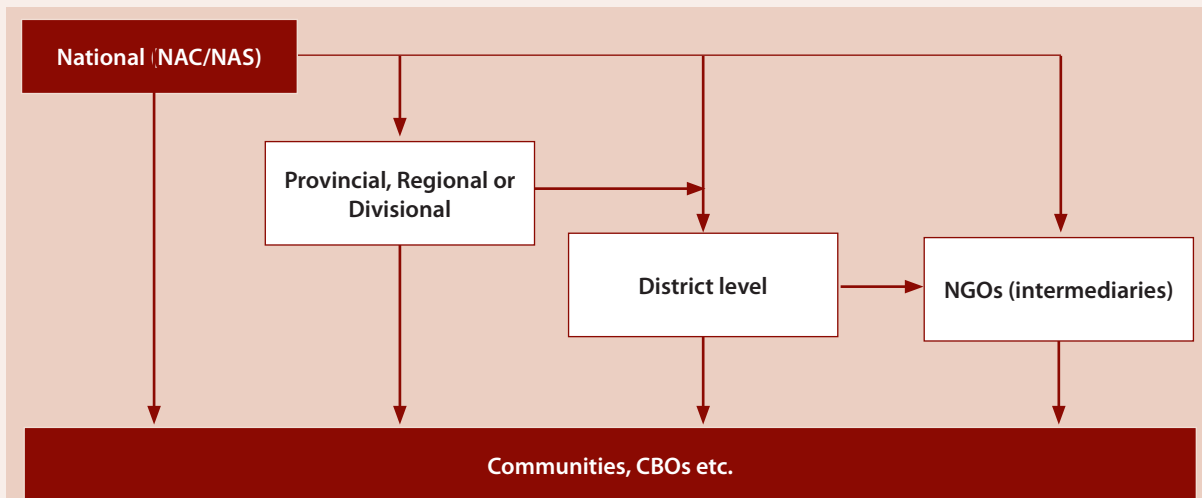 National (NAC/NAS)
Provincial, Regional or
Divisional
District level
NGOs (intermediaries)
Communities, CBOs etc.